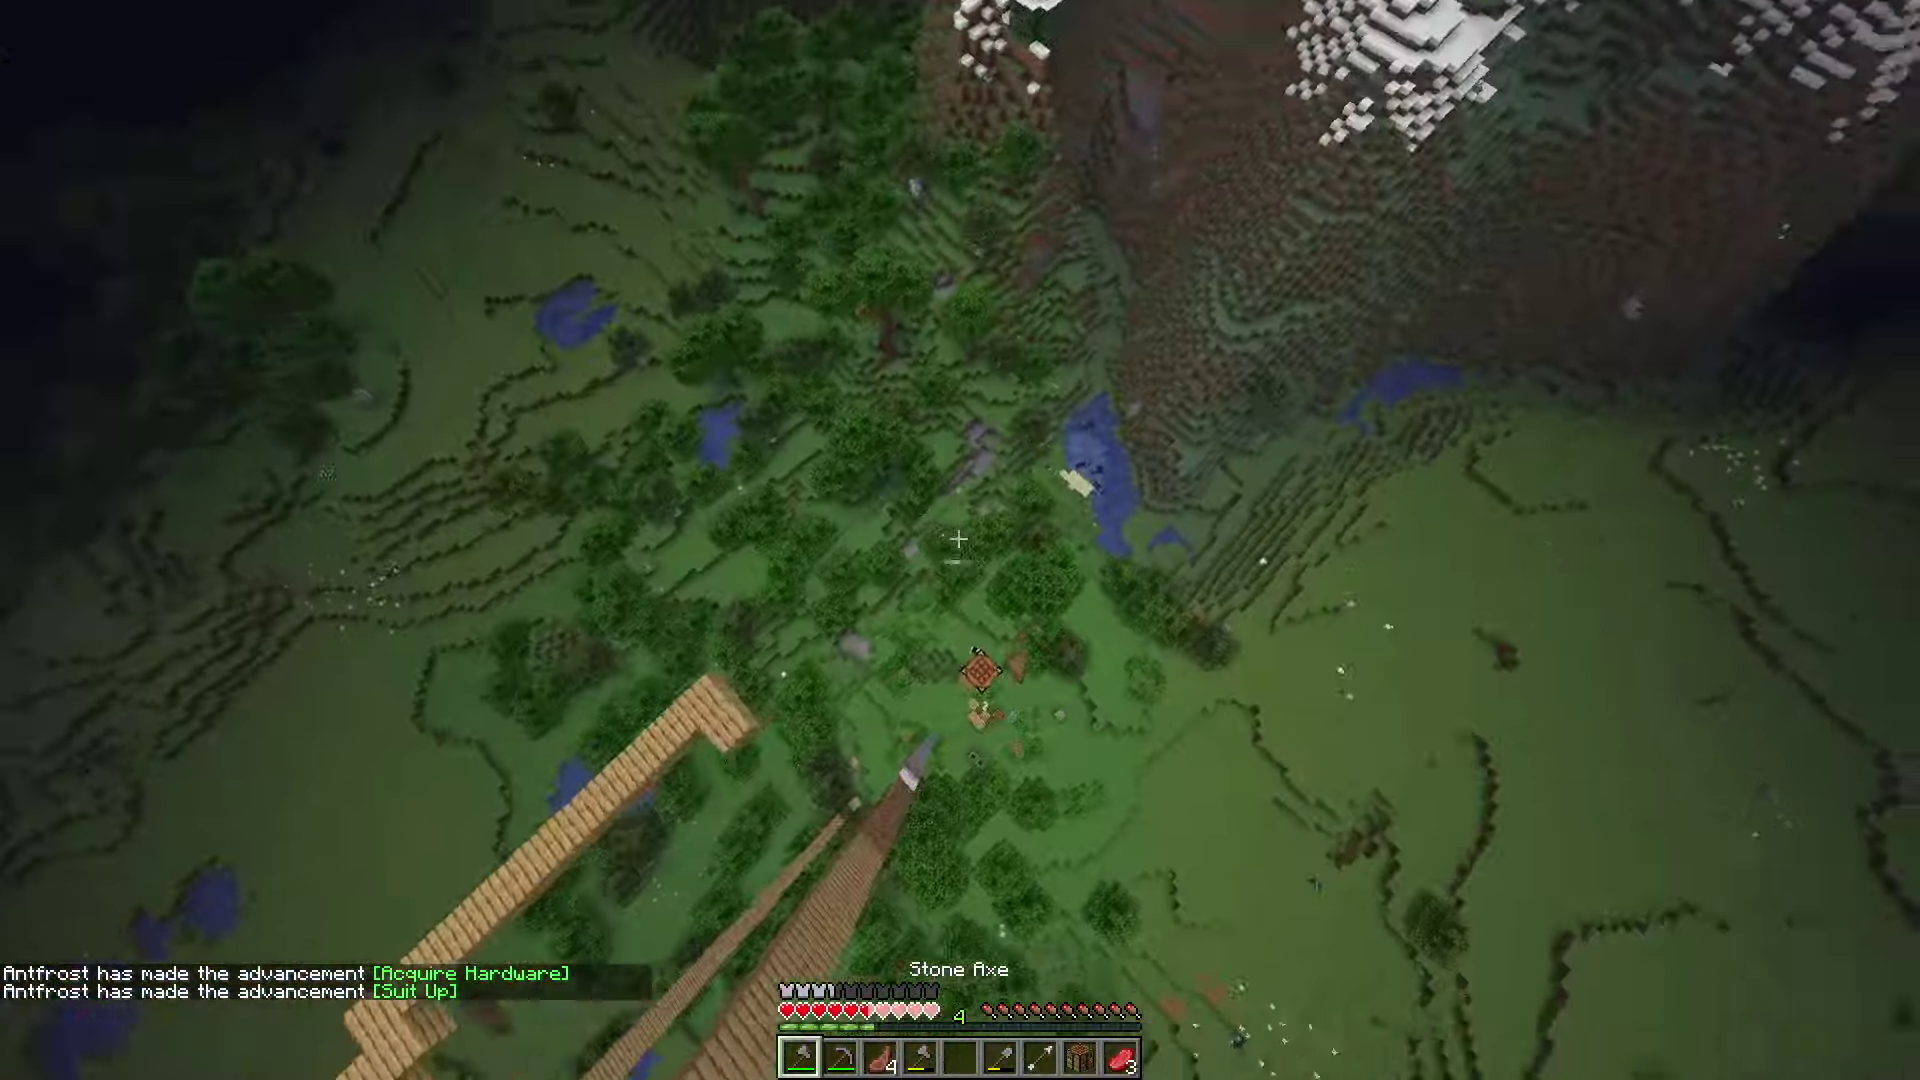 Antfrost has made the advancement [Acquire Hardware]
Antfrost has made the advancement [Suit Up]
Stone Axe
4
4
3